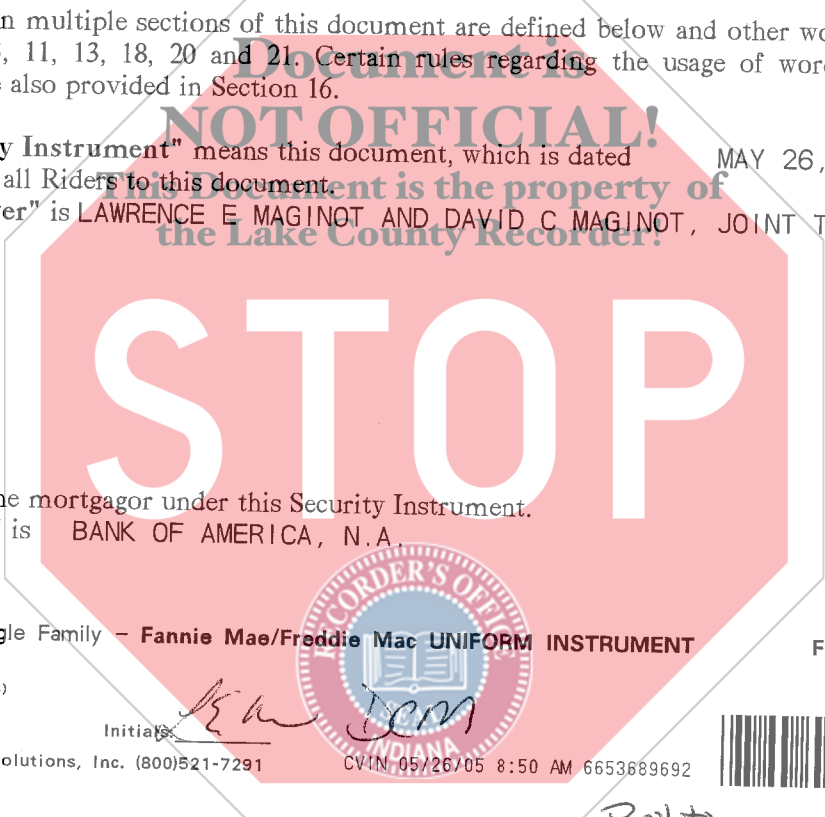 n multiple sections of this document are defined below and other wo
, 11, 13, 18, 20 and 21. Certain rules regarding the usage of wor
also provided in Section 16.
Document is
NOT OFFICIAL!
This Document is the property of
the Lake County Recorder!
y Instrument" means this document, which is dated MAY 26,
all Riders to this document.
er" is LAWRENCE E MAGINOT AND DAVID C MAGINOT, JOINT T
STOP
ne mortgagor under this Security Instrument.
is BANK OF AMERICA, N.A.
RECORDER'S OFFICE
SEAL
INDIANA
gle Family – Fannie Mae/Freddie Mac UNIFORM INSTRUMENT F
Initials: LEM DCM
olutions, Inc. (800)521-7291 CVIN 05/26/05 8:50 AM 6653689692